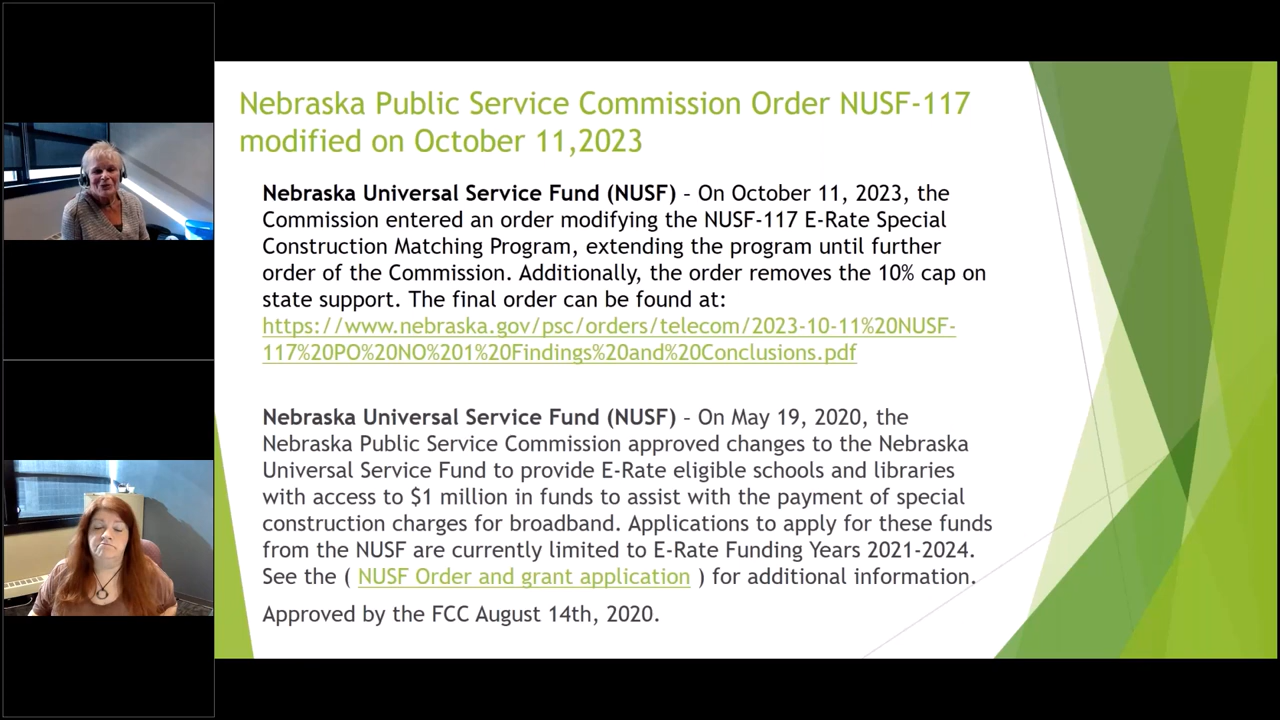 Nebraska Public Service Commission Order NUSF-117
modified on October 11,2023
Nebraska Universal Service Fund (NUSF) – On October 11, 2023, the
Commission entered an order modifying the NUSF-117 E-Rate Special
Construction Matching Program, extending the program until further
order of the Commission. Additionally, the order removes the 10% cap on
state support. The final order can be found at:
https://www.nebraska.gov/psc/orders/telecom/2023-10-11%20NUSF-
117%20PO%20NO%201%20Findings%20and%20Conclusions.pdf
Nebraska Universal Service Fund (NUSF) – On May 19, 2020, the
Nebraska Public Service Commission approved changes to the Nebraska
Universal Service Fund to provide E-Rate eligible schools and libraries
with access to $1 million in funds to assist with the payment of special
construction charges for broadband. Applications to apply for these funds
from the NUSF are currently limited to E-Rate Funding Years 2021-2024.
See the ( NUSF Order and grant application ) for additional information.
Approved by the FCC August 14th, 2020.